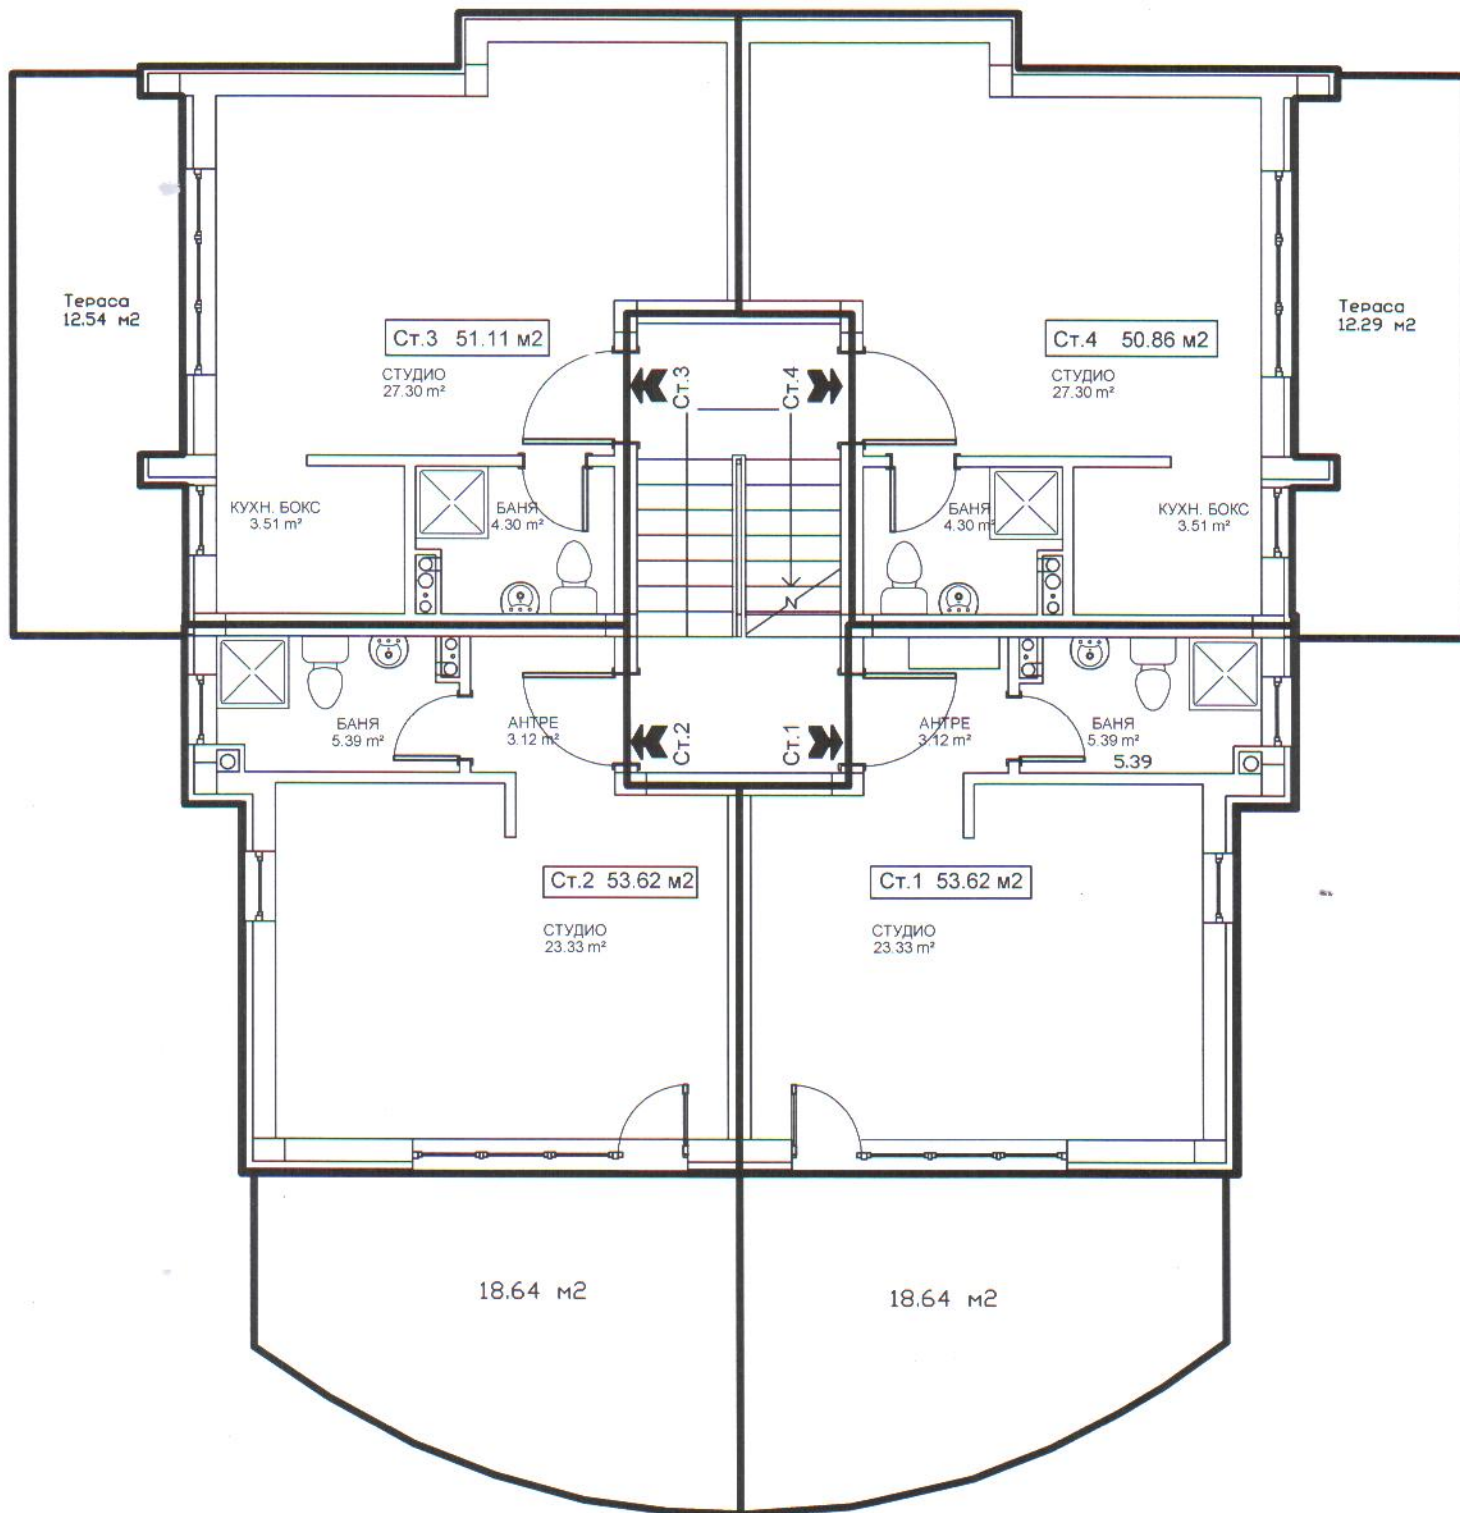 Тераса
12.54 м2
Ст.3 51.11 м2
СТУДИО
27.30 m²
Ст.3
Ст.4
Ст.4 50.86 м2
СТУДИО
27.30 m²
Тераса
12.29 м2
КУХН. БОКС
3.51 m²
БАНЯ
4.30 m²
БАНЯ
4.30 m²
КУХН. БОКС
3.51 m²
БАНЯ
5.39 m²
АНТРЕ
3.12 m²
Ст.2
Ст.1
АНТРЕ
3.12 m²
БАНЯ
5.39 m²
5.39
Ст.2 53.62 м2
СТУДИО
23.33 m²
Ст.1 53.62 м2
СТУДИО
23.33 m²
18.64 м2
18.64 м2